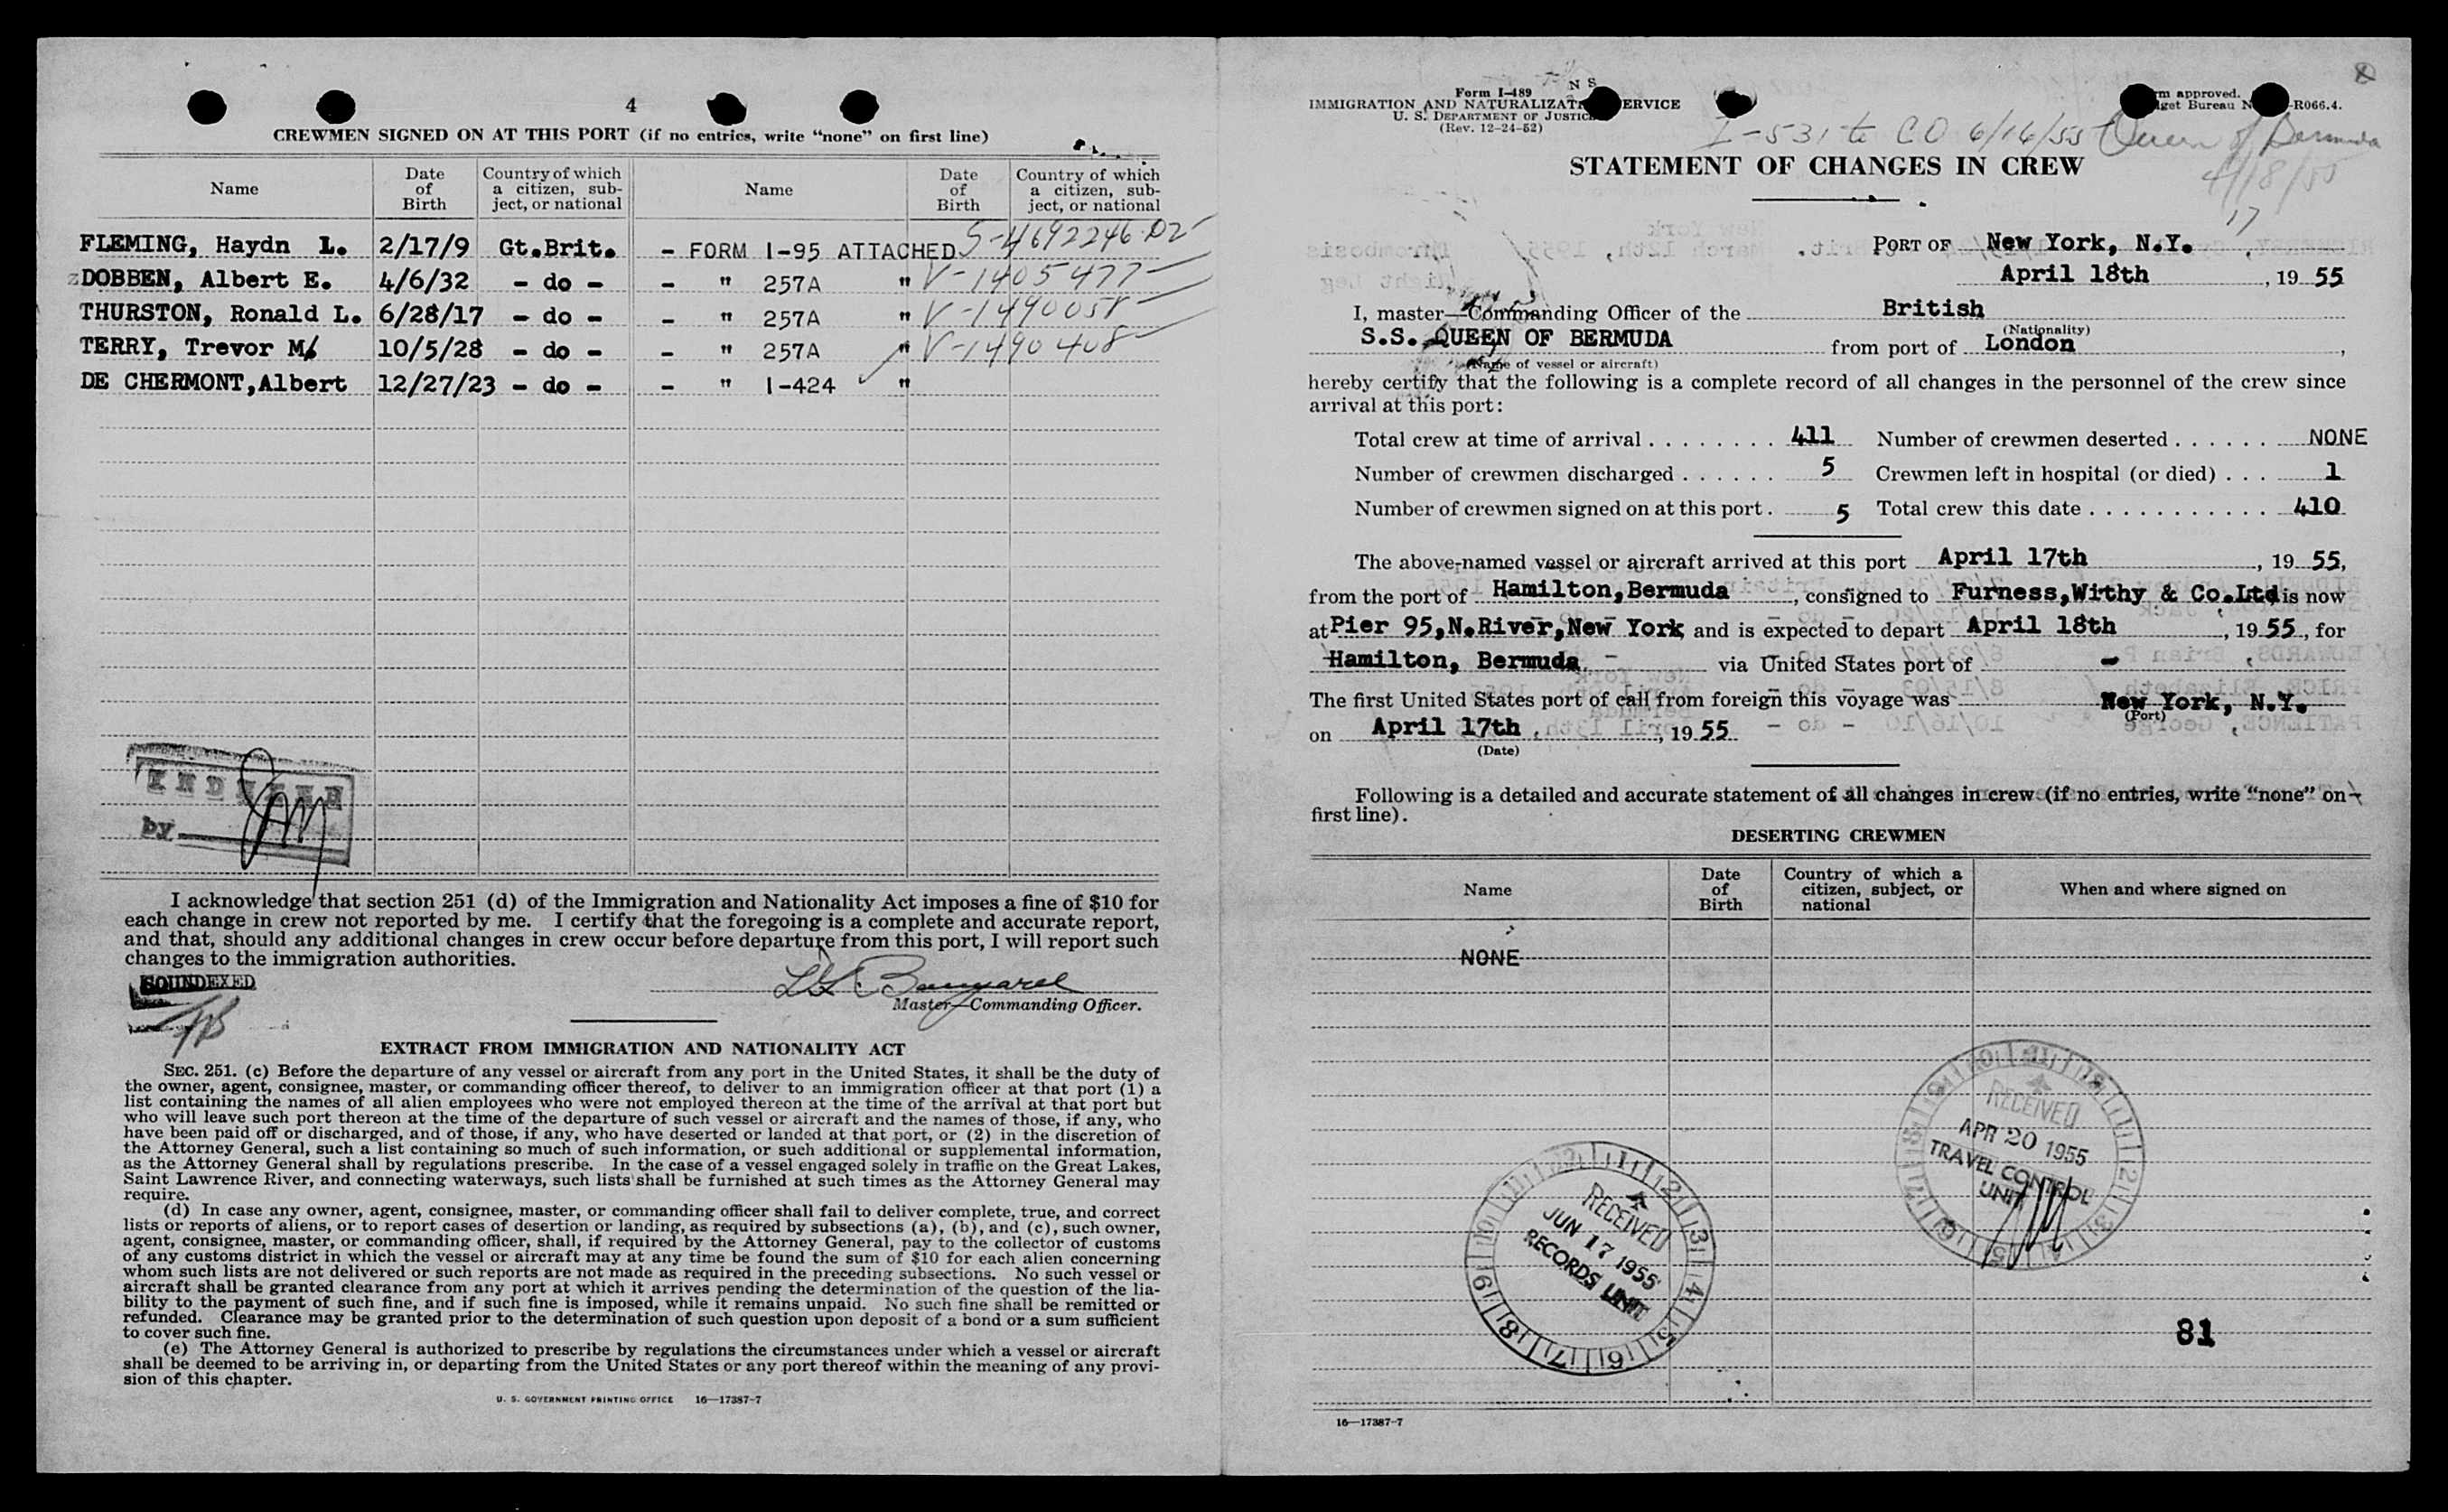 4
CREWMEN SIGNED ON AT THIS PORT (if no entries, write “none” on first line)
Name Date of Birth Country of which a citizen, subject, or national Name Date of Birth Country of which a citizen, subject, or national
FLEMING, Haydn L. 2/17/9 Gt.Brit. - FORM I-95 ATTACHED
DOBBEN, Albert E. 4/6/32 - do - - " 257A " V-1405477
THURSTON, Ronald L. 6/28/17 - do - - " 257A " V-1490058
TERRY, Trevor M. 10/5/28 - do - - " 257A " V-1490408
DE CHERMONT, Albert 12/27/23 - do - - " I-424 "
INDEXED
by
I acknowledge that section 251 (d) of the Immigration and Nationality Act imposes a fine of $10 for
each change in crew not reported by me. I certify that the foregoing is a complete and accurate report,
and that, should any additional changes in crew occur before departure from this port, I will report such
changes to the immigration authorities.
SOUNDEXED
Master—Commanding Officer.
EXTRACT FROM IMMIGRATION AND NATIONALITY ACT
SEC. 251. (c) Before the departure of any vessel or aircraft from any port in the United States, it shall be the duty of
the owner, agent, consignee, master, or commanding officer thereof, to deliver to an immigration officer at that port (1) a
list containing the names of all alien employees who were not employed thereon at the time of the arrival at that port but
who will leave such port thereon at the time of the departure of such vessel or aircraft and the names of those, if any, who
have been paid off or discharged, and of those, if any, who have deserted or landed at that port, or (2) in the discretion of
the Attorney General, such a list containing so much of such information, or such additional or supplemental information,
as the Attorney General shall by regulations prescribe. In the case of a vessel engaged solely in traffic on the Great Lakes,
Saint Lawrence River, and connecting waterways, such lists shall be furnished at such times as the Attorney General may
require.
(d) In case any owner, agent, consignee, master, or commanding officer shall fail to deliver complete, true, and correct
lists or reports of aliens, or to report cases of desertion or landing, as required by subsections (a), (b), and (c), such owner,
agent, consignee, master, or commanding officer, shall, if required by the Attorney General, pay to the collector of customs
of any customs district in which the vessel or aircraft may at any time be found the sum of $10 for each alien concerning
whom such lists are not delivered or such reports are not made as required in the preceding subsections. No such vessel or
aircraft shall be granted clearance from any port at which it arrives pending the determination of the question of the lia-
bility to the payment of such fine, and if such fine is imposed, while it remains unpaid. No such fine shall be remitted or
refunded. Clearance may be granted prior to the determination of such question upon deposit of a bond or a sum sufficient
to cover such fine.
(e) The Attorney General is authorized to prescribe by regulations the circumstances under which a vessel or aircraft
shall be deemed to be arriving in, or departing from the United States or any port thereof within the meaning of any provi-
sion of this chapter.
U. S. GOVERNMENT PRINTING OFFICE 16—17387-7
Form I-489
IMMIGRATION AND NATURALIZAT ERVICE
U. S. DEPARTMENT OF JUSTICE
(Rev. 12-24-52)
rm approved.
get Bureau N -R066.4.
I-531 to CO 6/16/55 Queen of Bermuda
4/18/55
17
STATEMENT OF CHANGES IN CREW
PORT OF New York, N.Y.,
April 18th, 19 55
I, master—Commanding Officer of the British
(Nationality)
S.S. QUEEN OF BERMUDA from port of London,
(Name of vessel or aircraft)
hereby certify that the following is a complete record of all changes in the personnel of the crew since
arrival at this port:
Total crew at time of arrival . . . . . . . . 411 Number of crewmen deserted . . . . . . NONE
Number of crewmen discharged . . . . . . 5 Crewmen left in hospital (or died) . . . 1
Number of crewmen signed on at this port . 5 Total crew this date . . . . . . . . . . . 410
The above-named vessel or aircraft arrived at this port April 17th, 19 55,
from the port of Hamilton, Bermuda, consigned to Furness, Withy & Co. Ltd is now
at Pier 95, N. River, New York and is expected to depart April 18th, 19 55, for
Hamilton, Bermuda via United States port of -
The first United States port of call from foreign this voyage was New York, N.Y.
(Port)
on April 17th, 19 55
(Date)
Following is a detailed and accurate statement of all changes in crew (if no entries, write “none” on
first line).
DESERTING CREWMEN
Name Date of Birth Country of which a citizen, subject, or national When and where signed on
NONE
RECEIVED
APR 20 1955
TRAVEL CONTROL
UNIT
RECEIVED
JUN 17 1955
RECORDS UNIT
81
16—17387-7